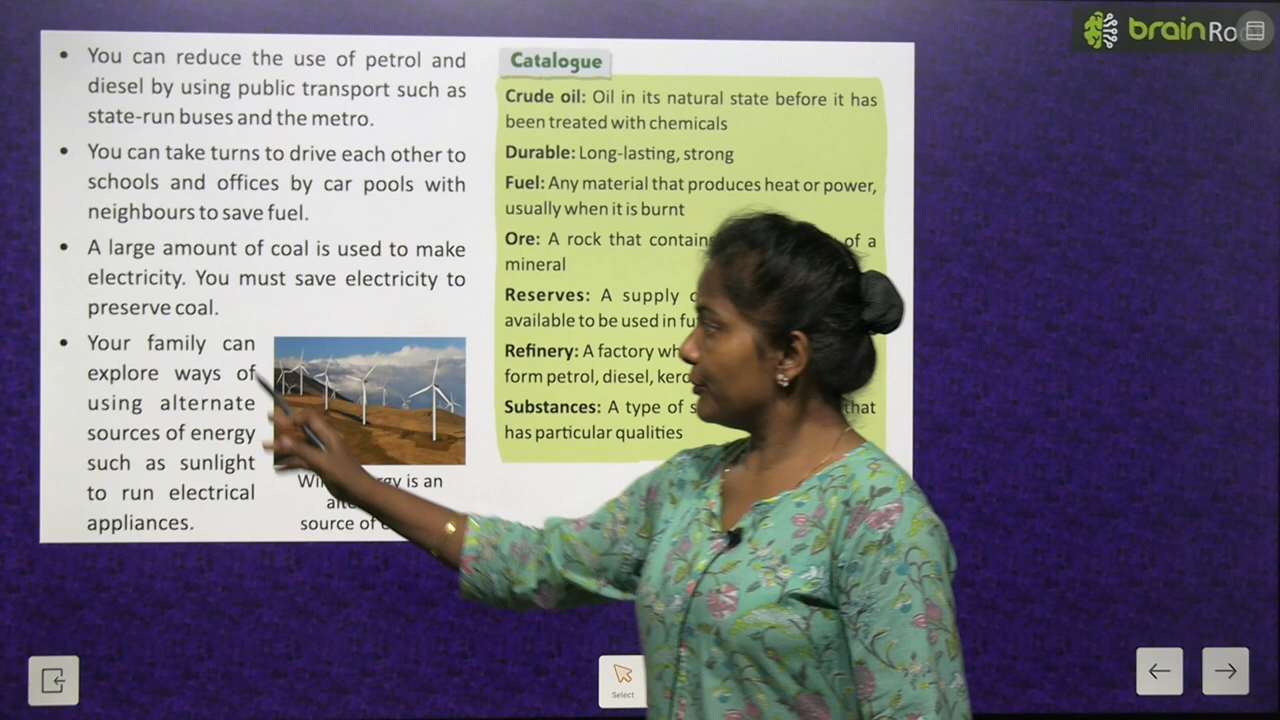 • You can reduce the use of petrol and
diesel by using public transport such as
state-run buses and the metro.
• You can take turns to drive each other to
schools and offices by car pools with
neighbours to save fuel.
• A large amount of coal is used to make
electricity. You must save electricity to
preserve coal.
• Your family can
explore ways of
using alternate
sources of energy
such as sunlight
to run electrical
appliances.
is an
source of
Catalogue
Crude oil: Oil in its natural state before it has
been treated with chemicals
Durable: Long-lasting, strong
Fuel: Any material that produces heat or power,
usually when it is burnt
Ore: A rock that of a
mineral
Reserves: A supply
available to be used in
Refinery: A factory
form petrol, diesel,
Substances: A type of that
has particular qualities
brain
Select